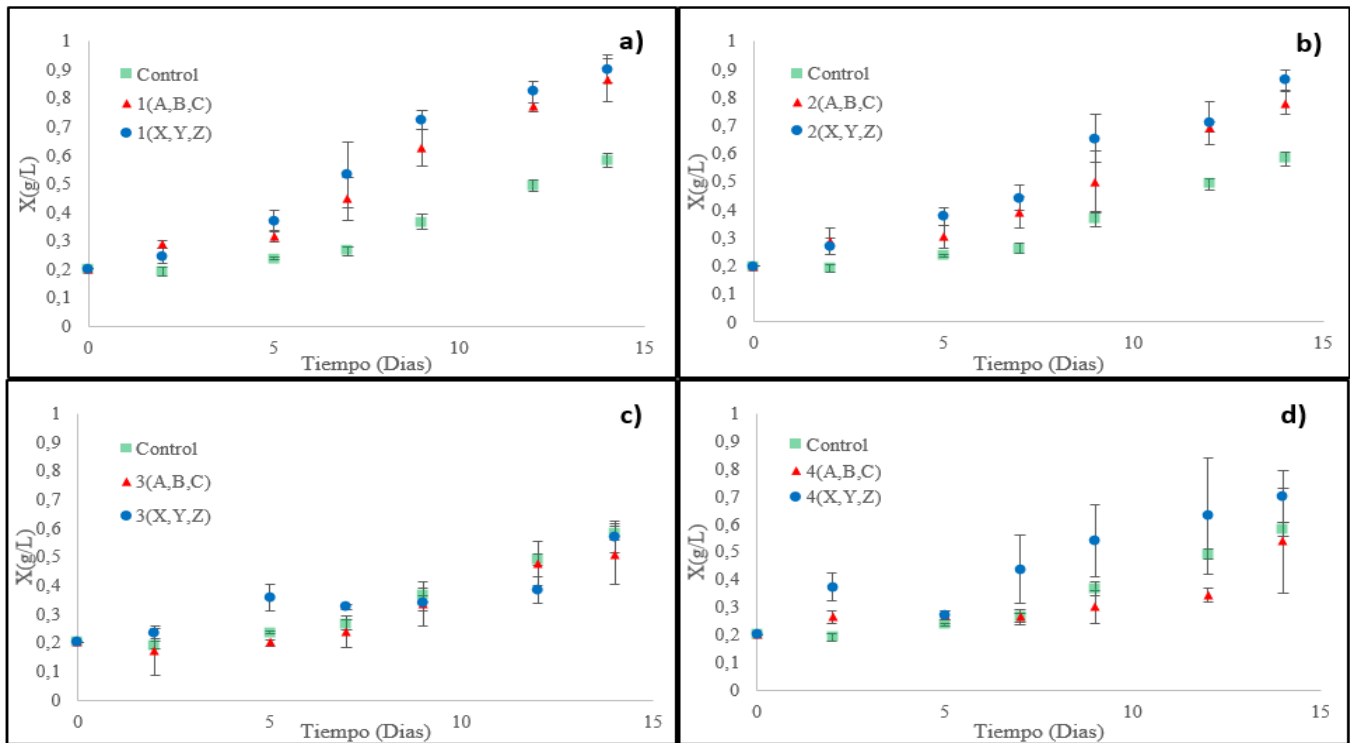 a)
1
0,9
0,8
0,7
0,6
0,5
0,4
0,3
0,2
0,1
0
X(g/L)
Control
1(A,B,C)
1(X,Y,Z)
0 5 10 15
Tiempo (Dias)
b)
1
0,9
0,8
0,7
0,6
0,5
0,4
0,3
0,2
0,1
0
X(g/L)
Control
2(A,B,C)
2(X,Y,Z)
0 5 10 15
Tiempo (Dias)
c)
1
0,9
0,8
0,7
0,6
0,5
0,4
0,3
0,2
0,1
0
X(g/L)
Control
3(A,B,C)
3(X,Y,Z)
0 5 10 15
Tiempo (Dias)
d)
1
0,9
0,8
0,7
0,6
0,5
0,4
0,3
0,2
0,1
0
X(g/L)
Control
4(A,B,C)
4(X,Y,Z)
0 5 10 15
Tiempo (Dias)